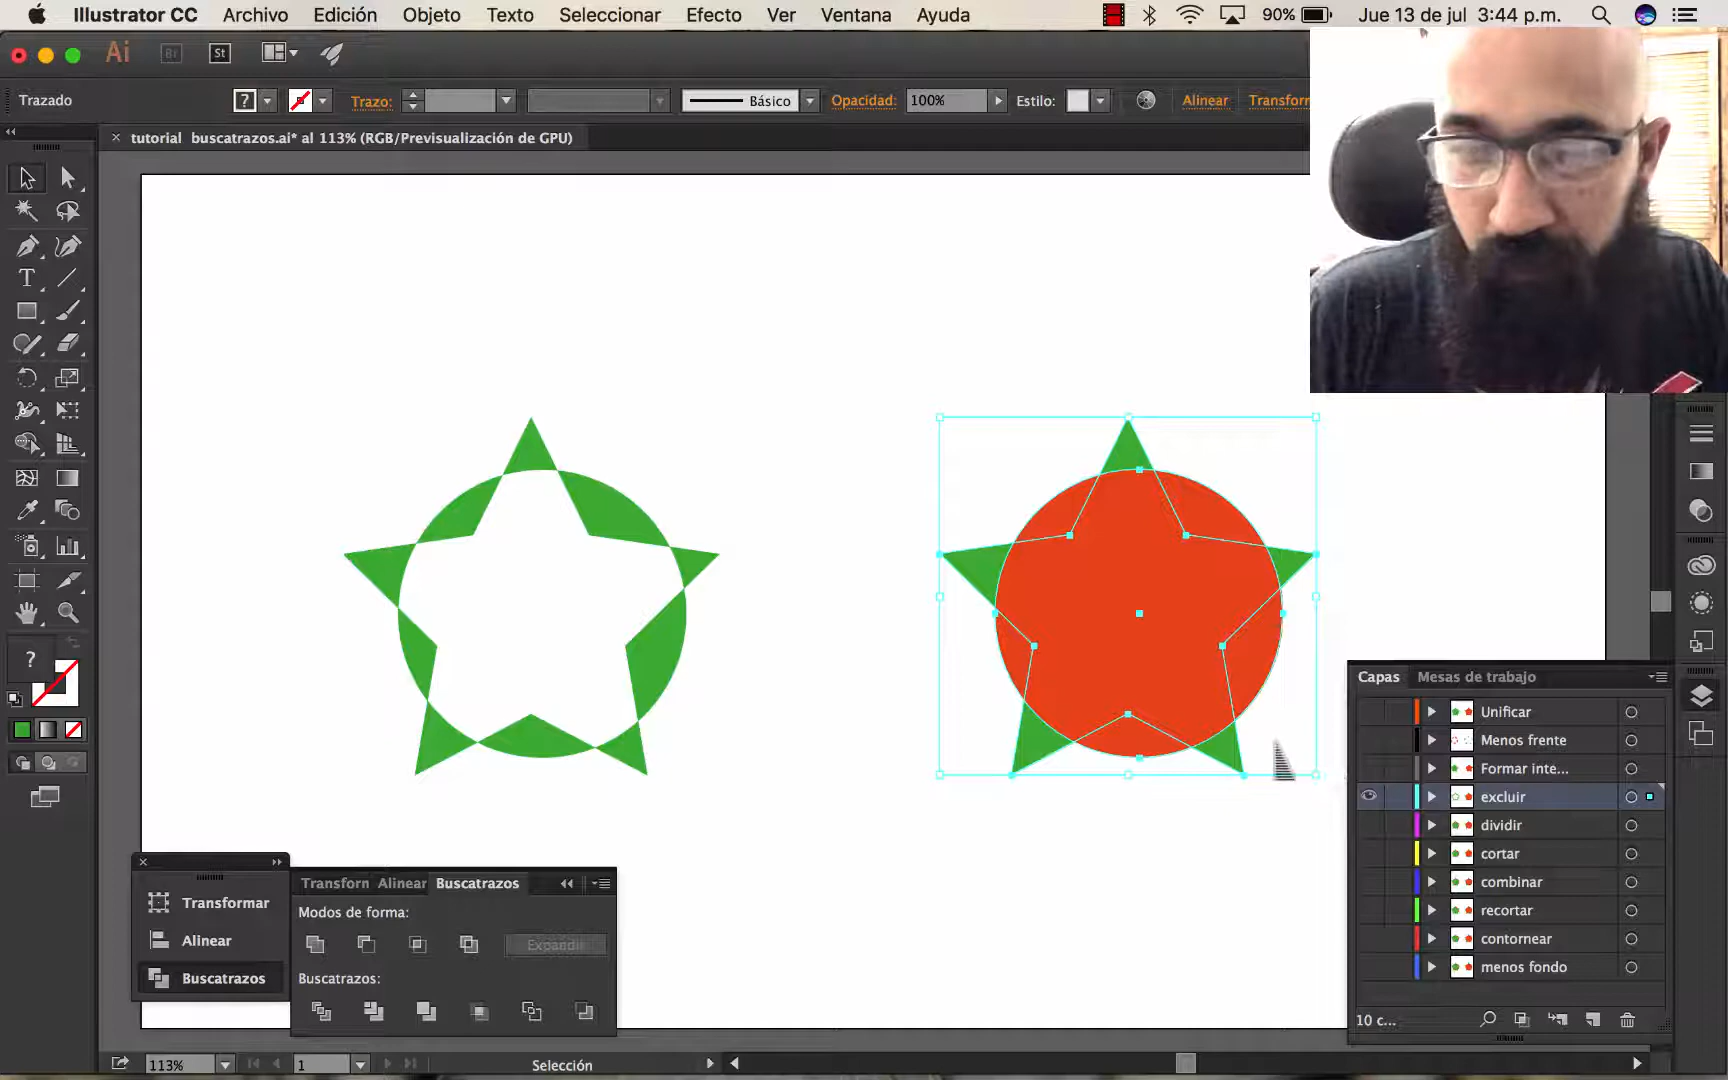 Illustrator CC Archivo Edición Objeto Texto Seleccionar Efecto Ver Ventana Ayuda 90% Jue 13 de jul 3:44 p.m.
Ai Br St
Trazado ? Trazo: Básico Opacidad: 100% Estilo: Alinear Transforn
tutorial buscatrazos.ai* al 113% (RGB/Previsualización de GPU)
T
?
Capas Mesas de trabajo
Unificar
Menos frente
Formar inte...
excluir
dividir
cortar
combinar
recortar
contornear
menos fondo
10 c...
Transformar
Alinear
Buscatrazos
Transforn Alinear Buscatrazos
Modos de forma:
Expandir
Buscatrazos:
113% 1 Selección